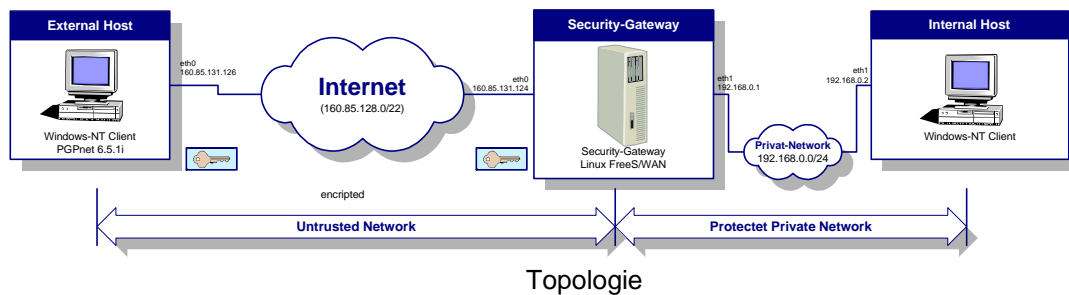 External Host
Security-Gateway
Internal Host
eth0
160.85.131.126
Internet
(160.85.128.0/22)
eth0
160.85.131.124
eth1
192.168.0.1
eth1
192.168.0.2
Windows-NT Client
PGPnet 6.5.1i
Security-Gateway
Linux FreeS/WAN
Privat-Network
192.168.0.0/24
Windows-NT Client
encripted
Untrusted Network
Protectet Private Network
Topologie